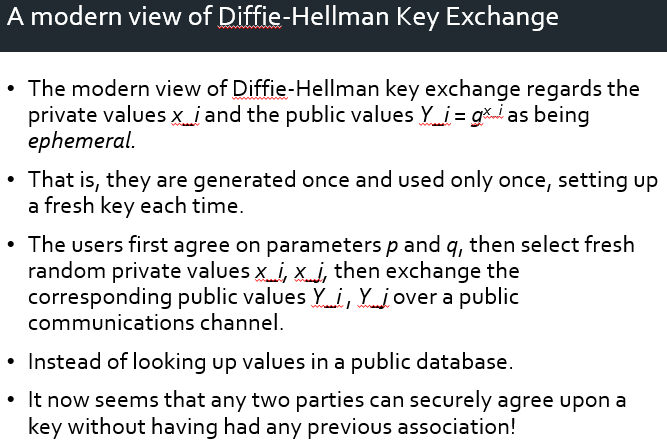 A modern view of Diffie-Hellman Key Exchange
• The modern view of Diffie-Hellman key exchange regards the
private values x_i and the public values Y_i = g^x_i as being
ephemeral.
• That is, they are generated once and used only once, setting up
a fresh key each time.
• The users first agree on parameters p and q, then select fresh
random private values x_i, x_j, then exchange the
corresponding public values Y_i, Y_j over a public
communications channel.
• Instead of looking up values in a public database.
• It now seems that any two parties can securely agree upon a
key without having had any previous association!